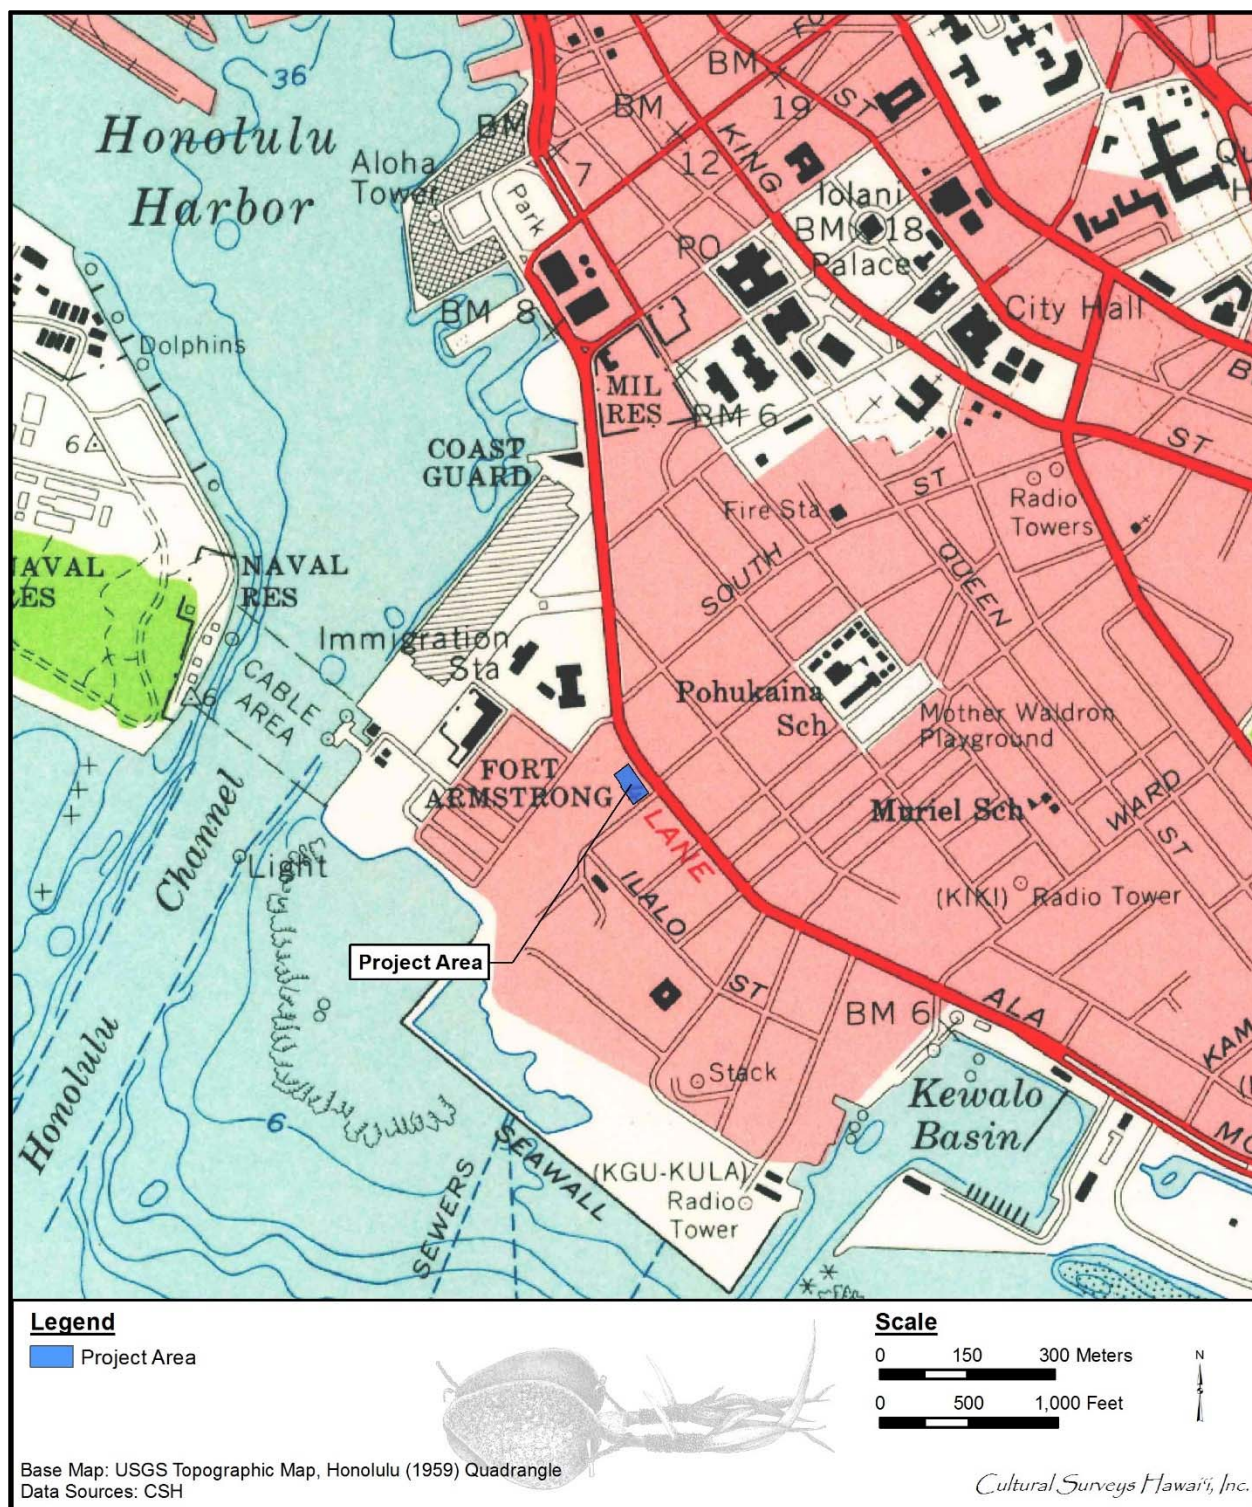 36
Honolulu
Harbor
Aloha
Tower
BM
7
Park
BM
12
BM
19
ST
KING
Iolani
BM 18
Palace
PO
BM 8
City Hall
Dolphins
MIL
RES
BM 6
COAST
GUARD
ST
ST
Radio
Towers
Fire Sta
SOUTH
QUEEN
6
NAVAL
RES
NAVAL
RES
6
CABLE
AREA
Immigration
Sta
Pohukaina
Sch
Mother Waldron
Playground
FORT
ARMSTRONG
LANE
Muriel Sch
WARD
ST
Channel
Light
ILALO
ST
(KIKI) Radio Tower
Project Area
BM 6
ALA
Honolulu
Stack
Kewalo
Basin
6
SEWERS
SEAWALL
(KGU-KULA)
Radio
Tower
Legend
Project Area
Scale
0 150 300 Meters
0 500 1,000 Feet
N
Base Map: USGS Topographic Map, Honolulu (1959) Quadrangle
Data Sources: CSH
Cultural Surveys Hawai‘i, Inc.